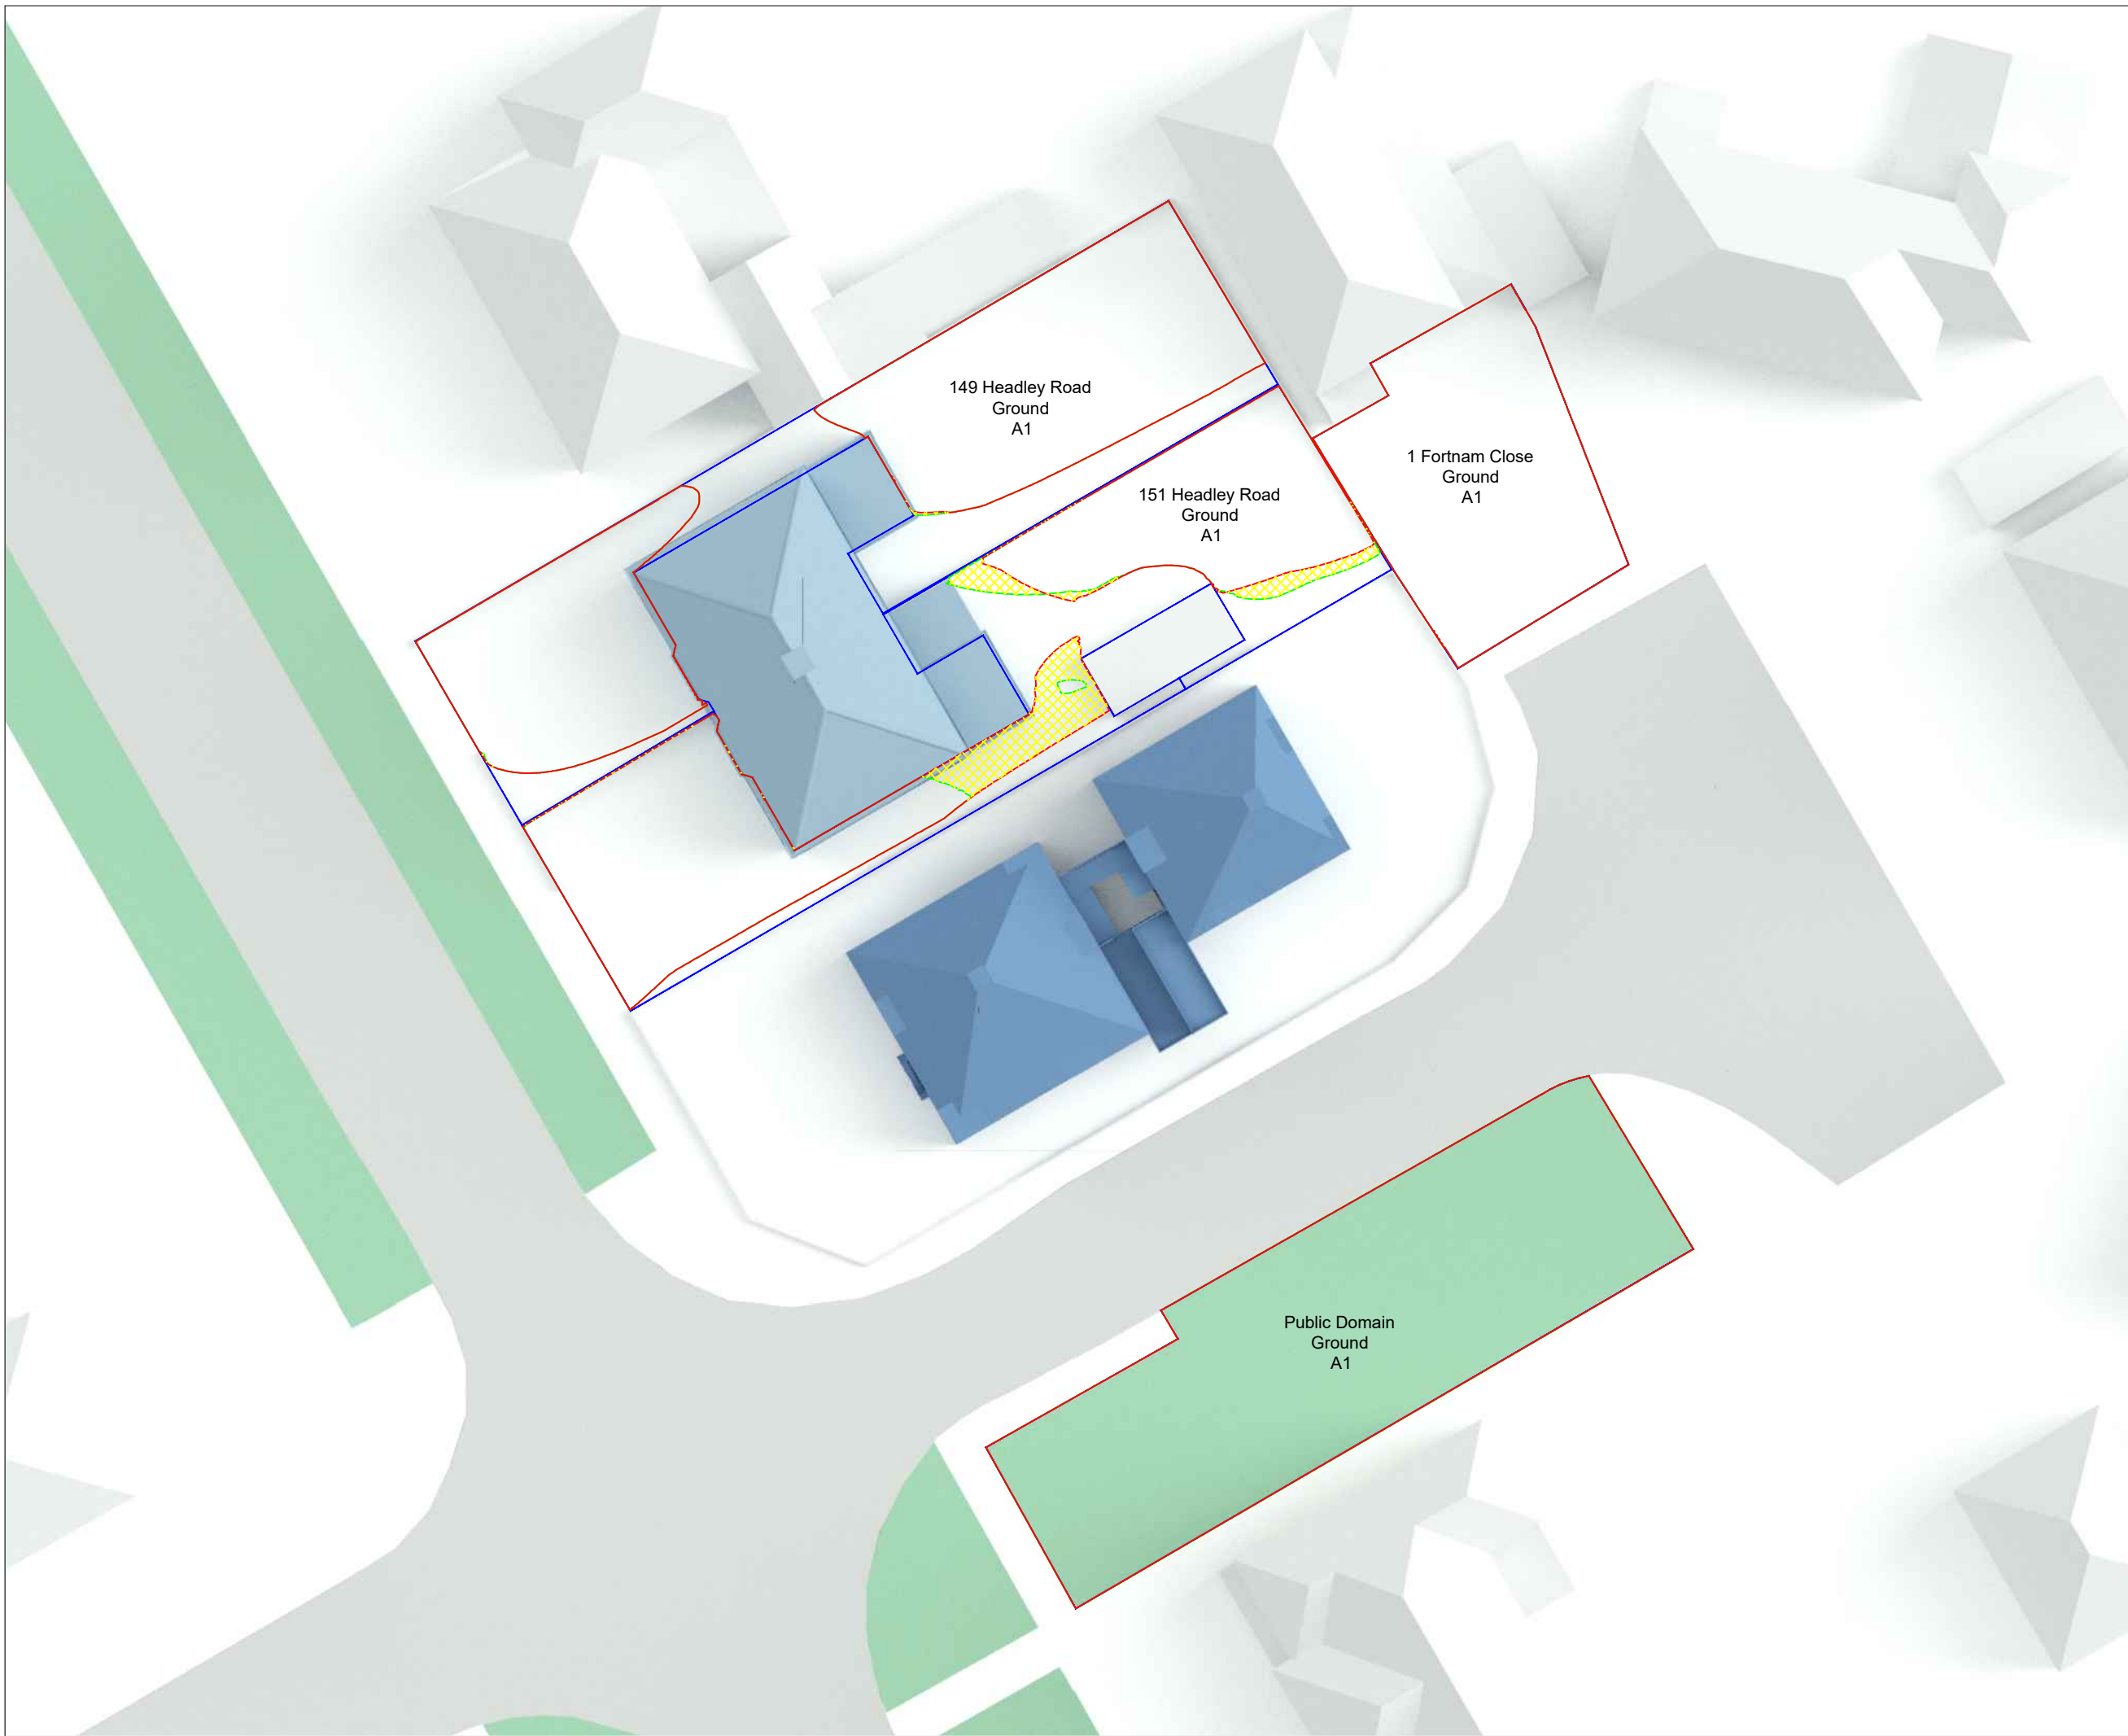 149 Headley Road
Ground
A1
1 Fortnam Close
Ground
A1
151 Headley Road
Ground
A1
Public Domain
Ground
A1